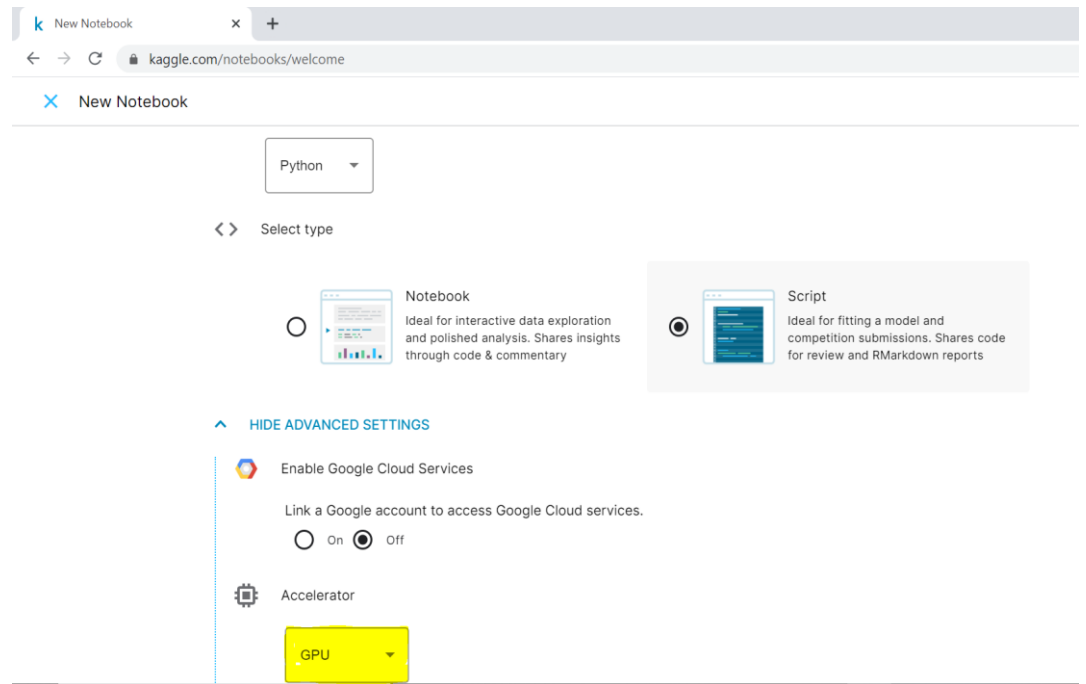 k New Notebook
kaggle.com/notebooks/welcome
New Notebook
Python
Select type
Notebook
Ideal for interactive data exploration
and polished analysis. Shares insights
through code & commentary
Script
Ideal for fitting a model and
competition submissions. Shares code
for review and RMarkdown reports
HIDE ADVANCED SETTINGS
Enable Google Cloud Services
Link a Google account to access Google Cloud services.
On Off
Accelerator
GPU